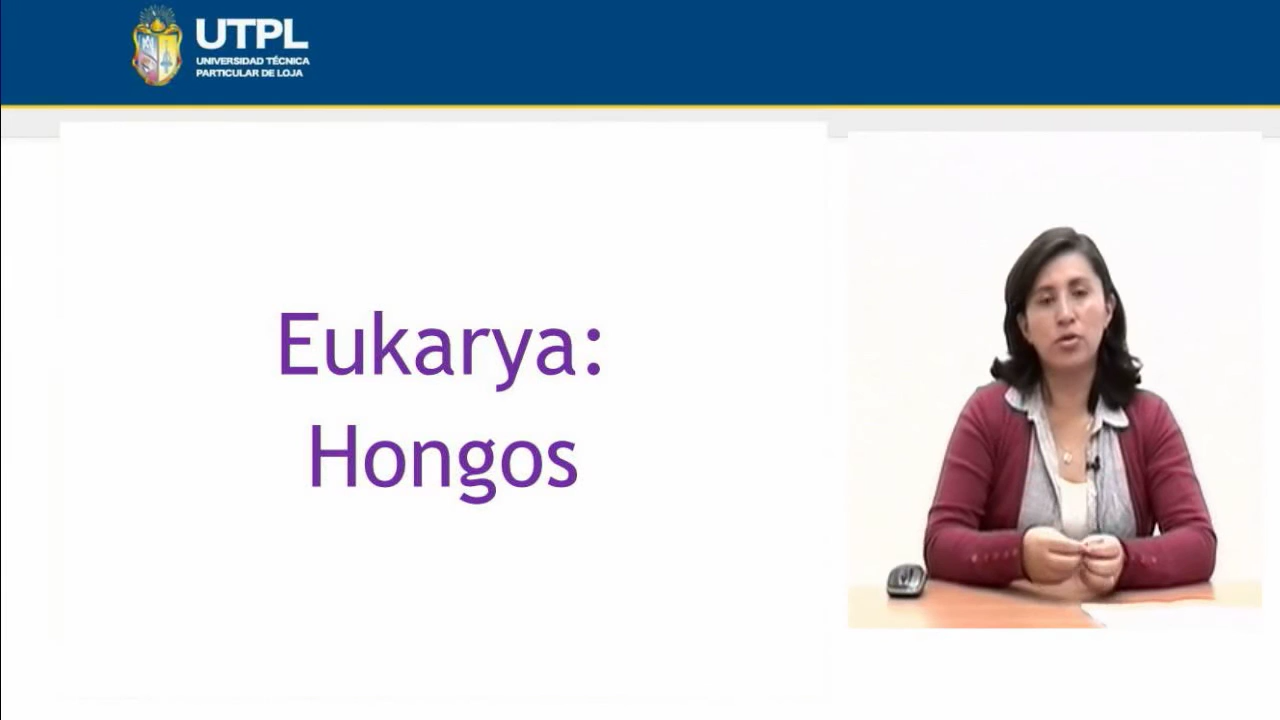 UTPL
UNIVERSIDAD TÉCNICA
PARTICULAR DE LOJA
Eukarya:
Hongos